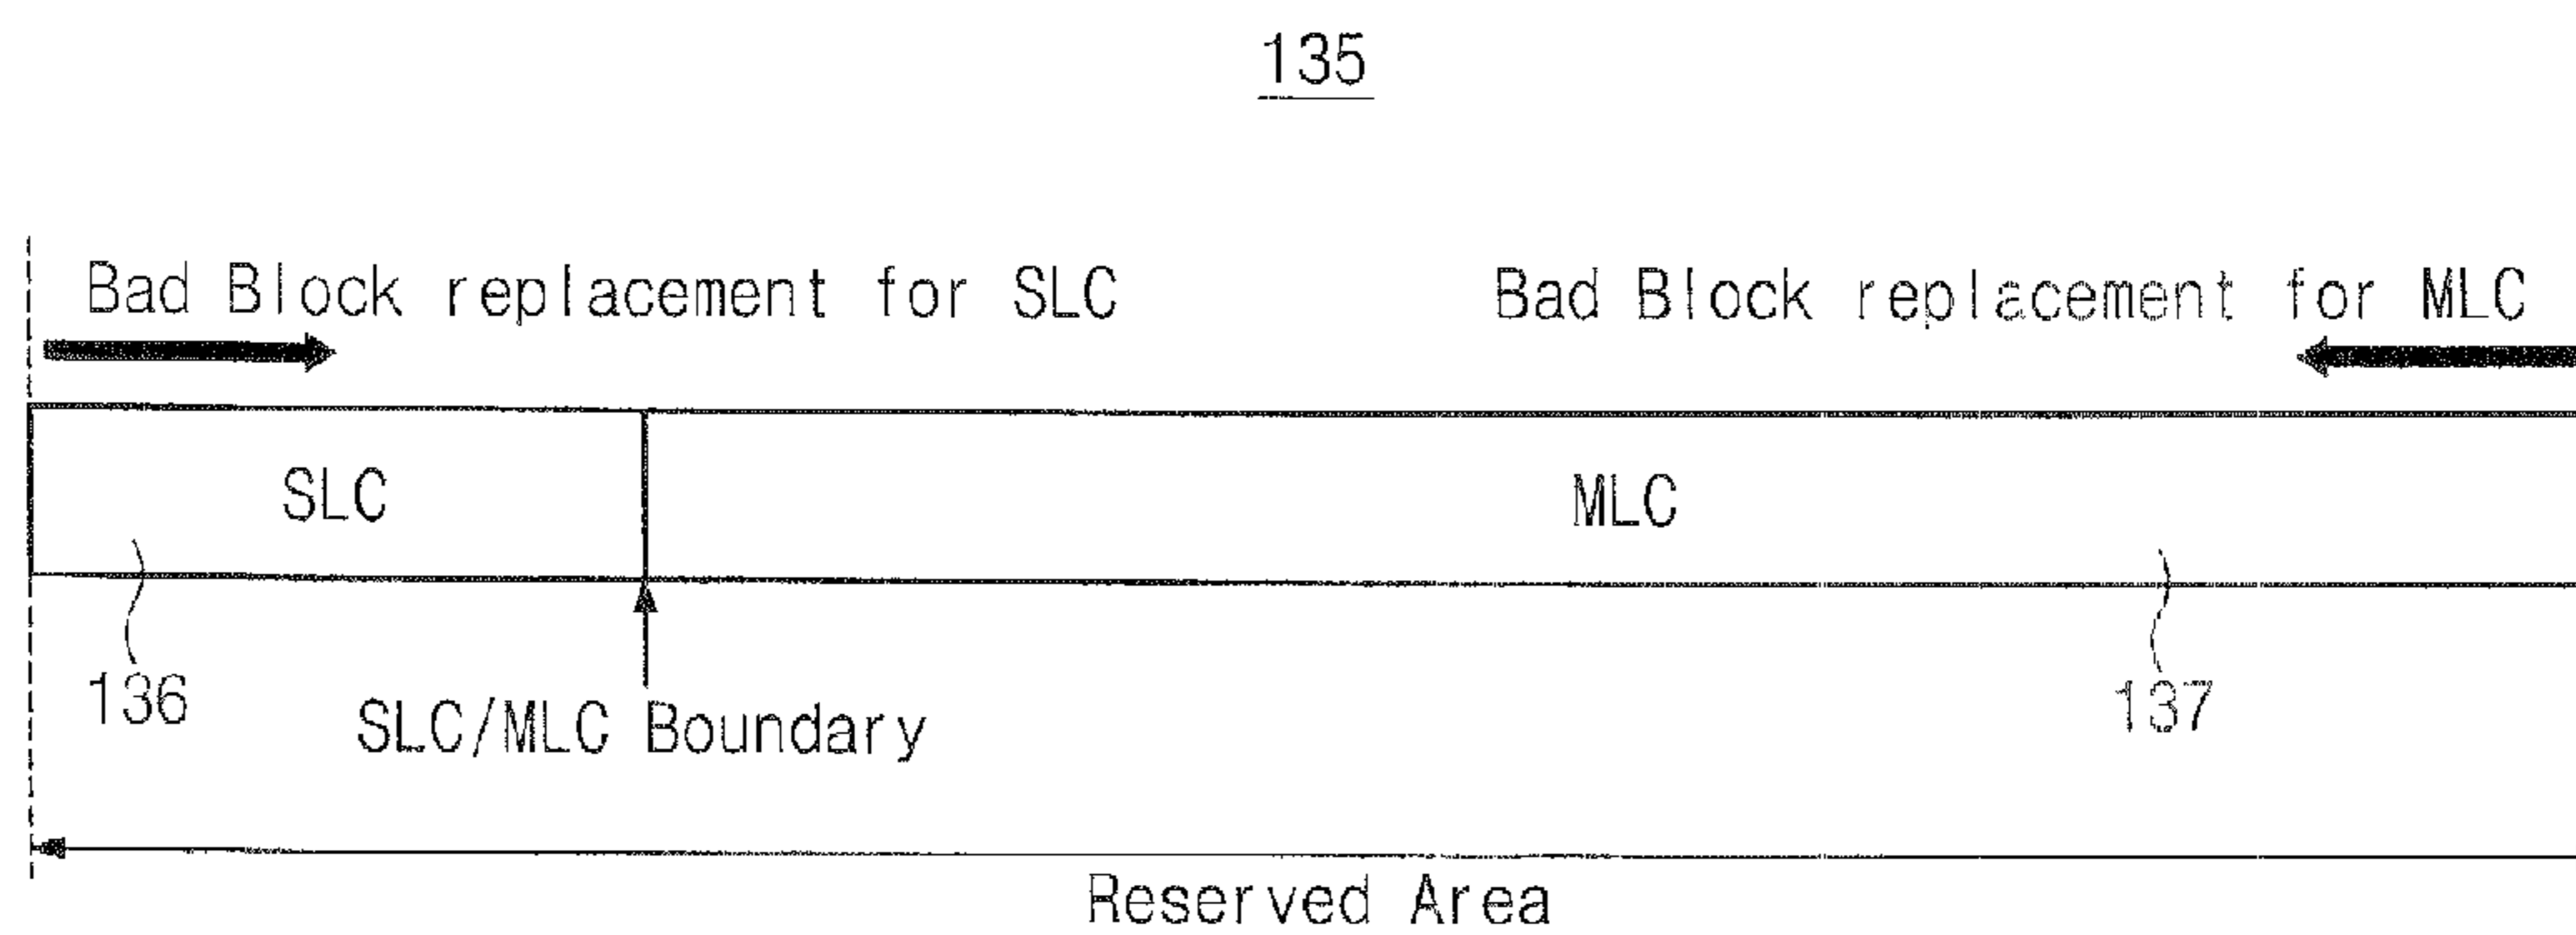 135
Bad Block replacement for SLC
Bad Block replacement for MLC
SLC
MLC
136
137
SLC/MLC Boundary
Reserved Area